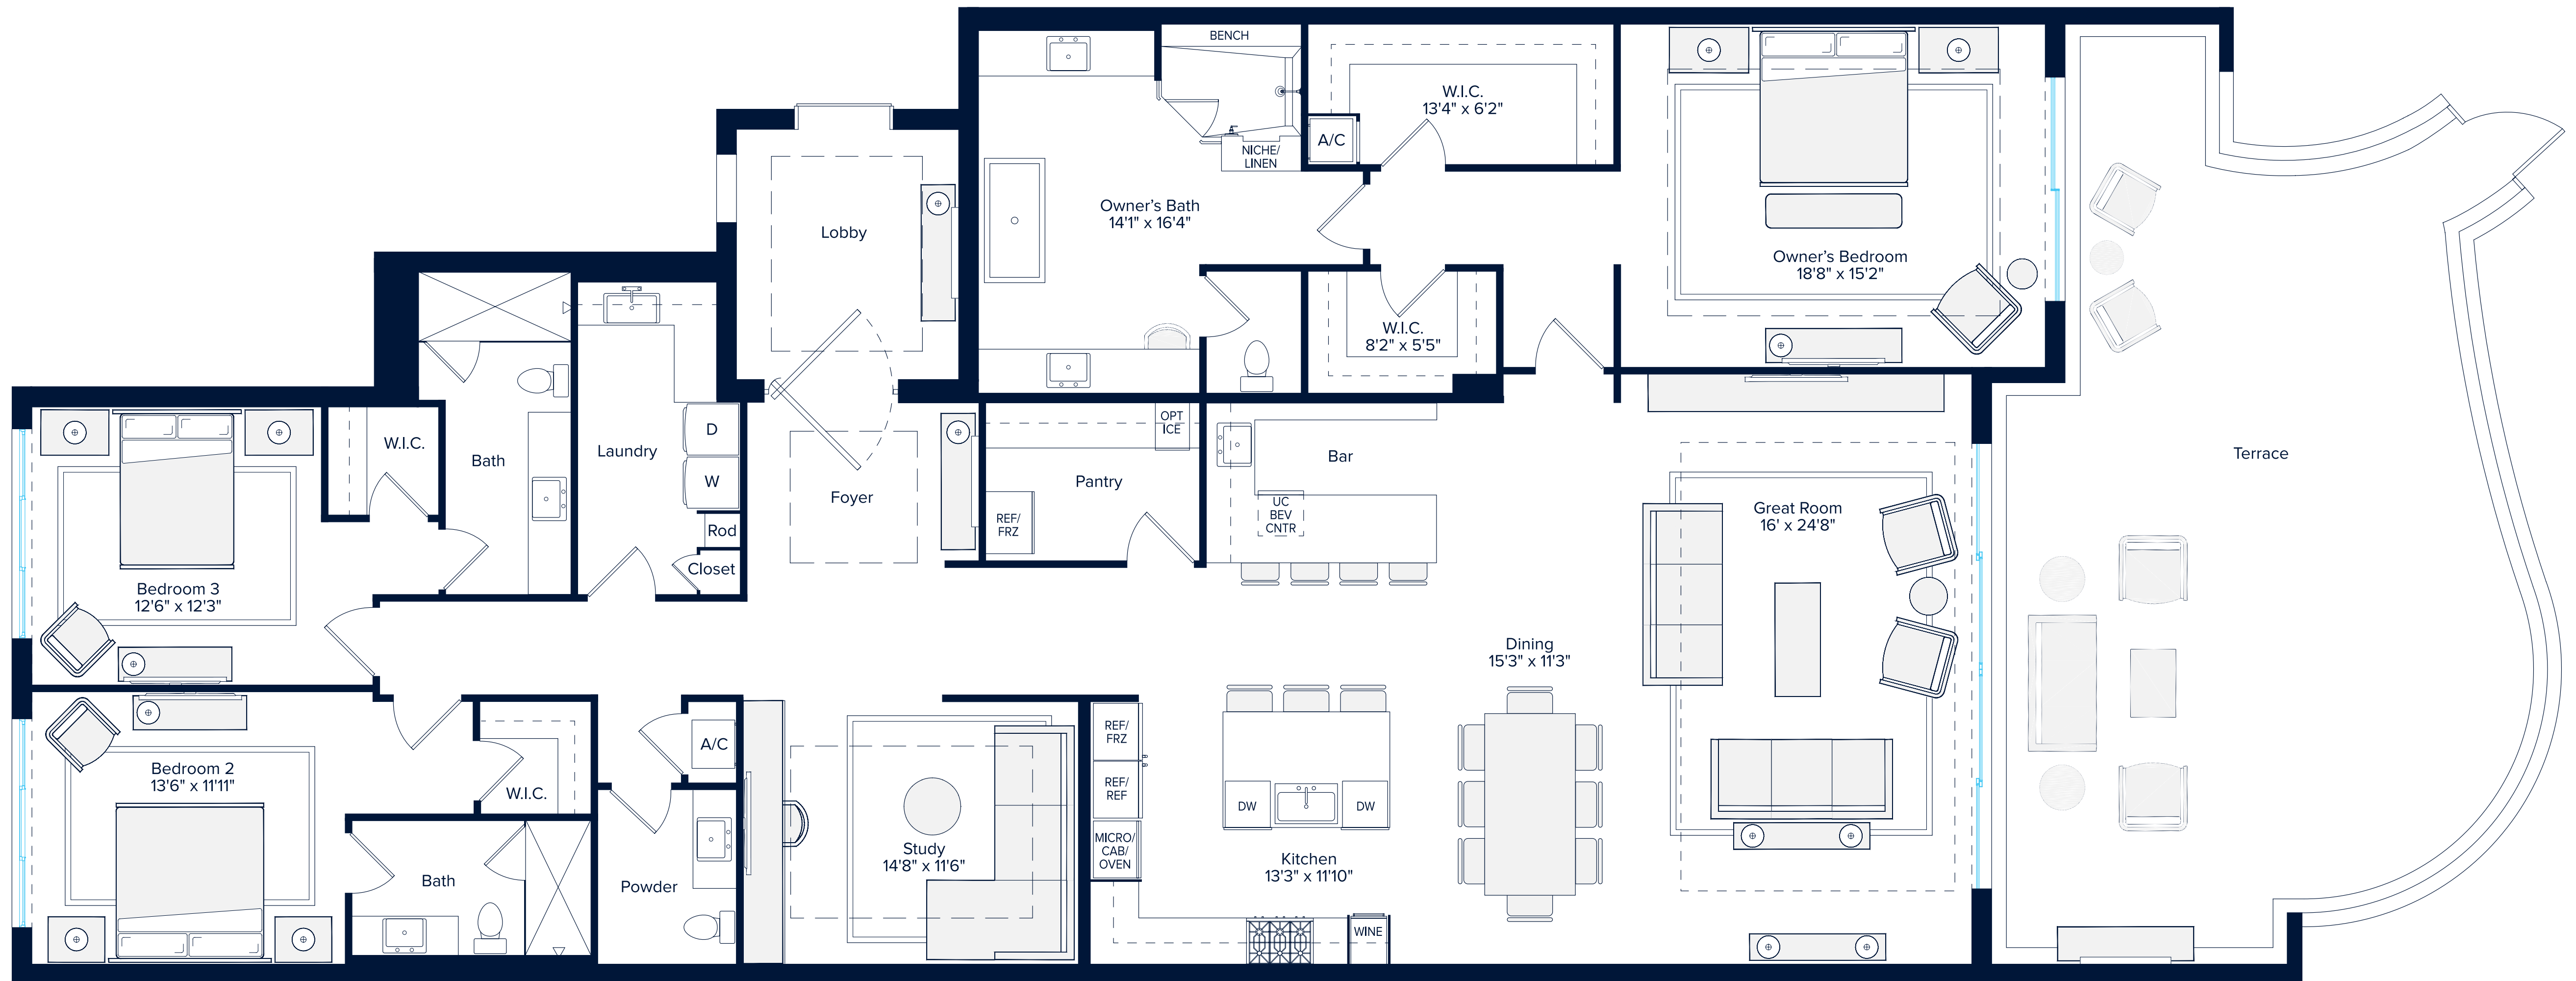 BENCH
NICHE/
LINEN
A/C
W.I.C.
13'4" x 6'2"
Owner's Bath
14'1" x 16'4"
Lobby
Owner's Bedroom
18'8" x 15'2"
W.I.C.
8'2" x 5'5"
W.I.C.
Bath
Laundry
D
W
Rod
Closet
Foyer
OPT
ICE
Pantry
REF/
FRZ
Bar
UC
BEV
CNTR
Great Room
16' x 24'8"
Terrace
Bedroom 3
12'6" x 12'3"
Dining
15'3" x 11'3"
Bedroom 2
13'6" x 11'11"
W.I.C.
A/C
REF/
FRZ
REF/
REF
MICRO/
CAB/
OVEN
DW
DW
Study
14'8" x 11'6"
Kitchen
13'3" x 11'10"
Bath
Powder
WINE